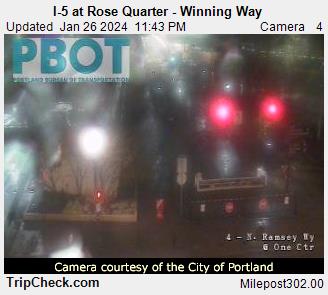 I-5 at Rose Quarter - Winning Way
Updated  Jan 26 2024  11:43 PM
Camera  4
PBOT
PORTLAND BUREAU OF TRANSPORTATION
4 - N. Ramsey Wy
@ One Ctr
Camera courtesy of the City of Portland
TripCheck.com
Milepost302.00